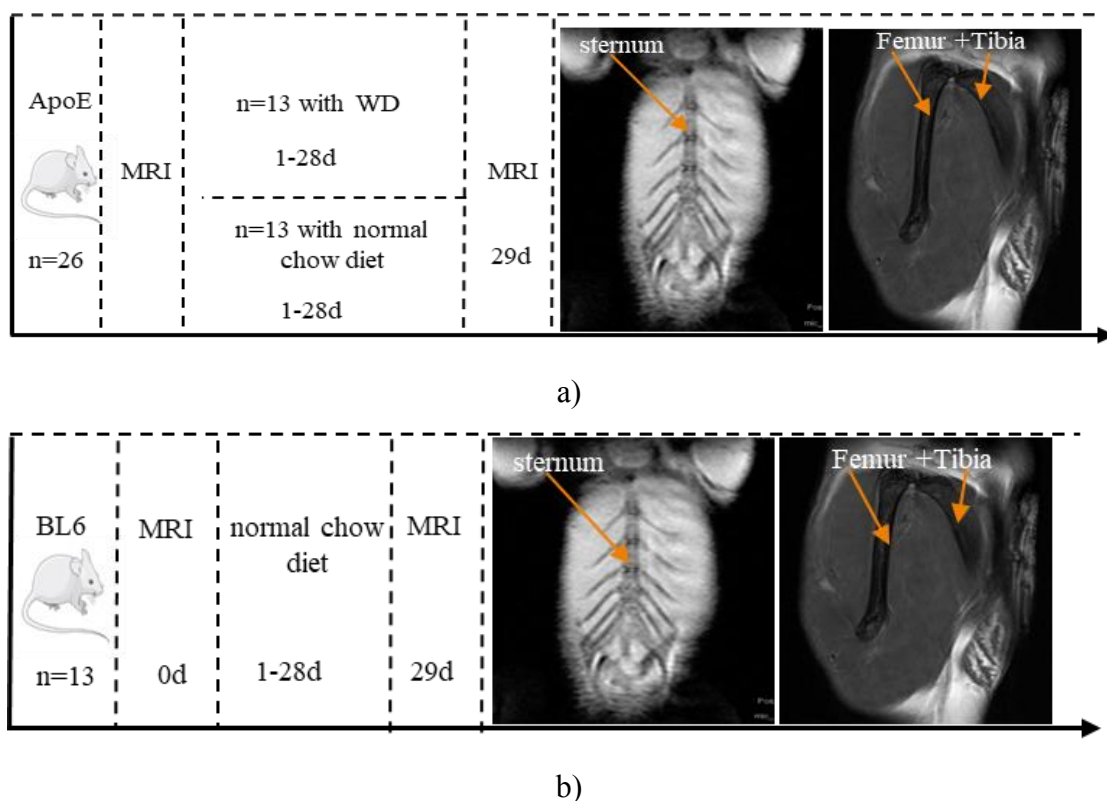 ApoE
n=26
MRI
n=13 with WD
1-28d
n=13 with normal
chow diet
1-28d
MRI
29d
sternum
Femur +Tibia
a)
BL6
n=13
MRI
0d
normal chow
diet
1-28d
MRI
29d
sternum
Femur +Tibia
b)